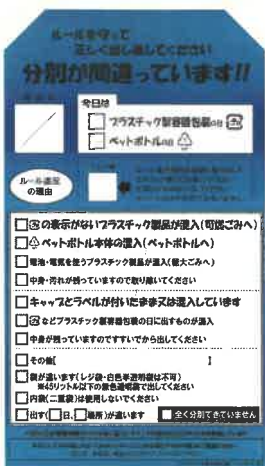 ルールを守って
正しく出し直してください
分別が間違っています!!
今日は
□プラスチック製容器包装の日
□ペットボトルの日
ルール違反
の理由
□の表示がないプラスチック製品が混入(可燃ごみへ)
□ペットボトル本体の混入(ペットボトルへ)
□電池・電気を使うプラスチック製品が混入(粗大ごみへ)
□中身・汚れが残っていますので取り除いてください
□キャップとラベルが付いたまま又は混入しています
□などプラスチック製容器包装の日に出すものが混入
□中身が残っていますのですすいでから出してください
□その他【 】
□袋が違います(レジ袋・白色半透明袋は不可)
※45リットル以下の無色透明袋で出してください
□内袋(二重袋)は使用しないでください
□出す(□日、□場所)が違います ■全く分別できていません